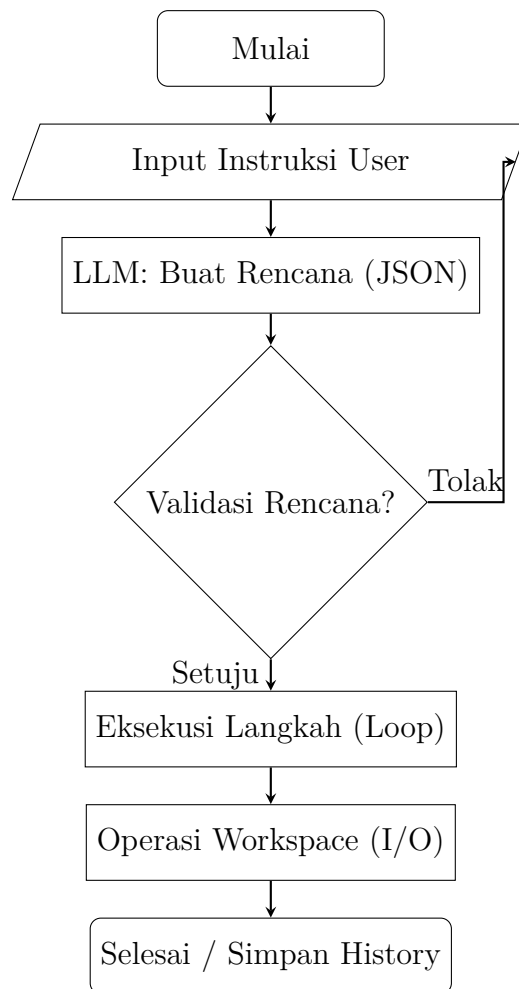 Mulai
Input Instruksi User
LLM: Buat Rencana (JSON)
Validasi Rencana?
Tolak
Setuju
Eksekusi Langkah (Loop)
Operasi Workspace (I/O)
Selesai / Simpan History